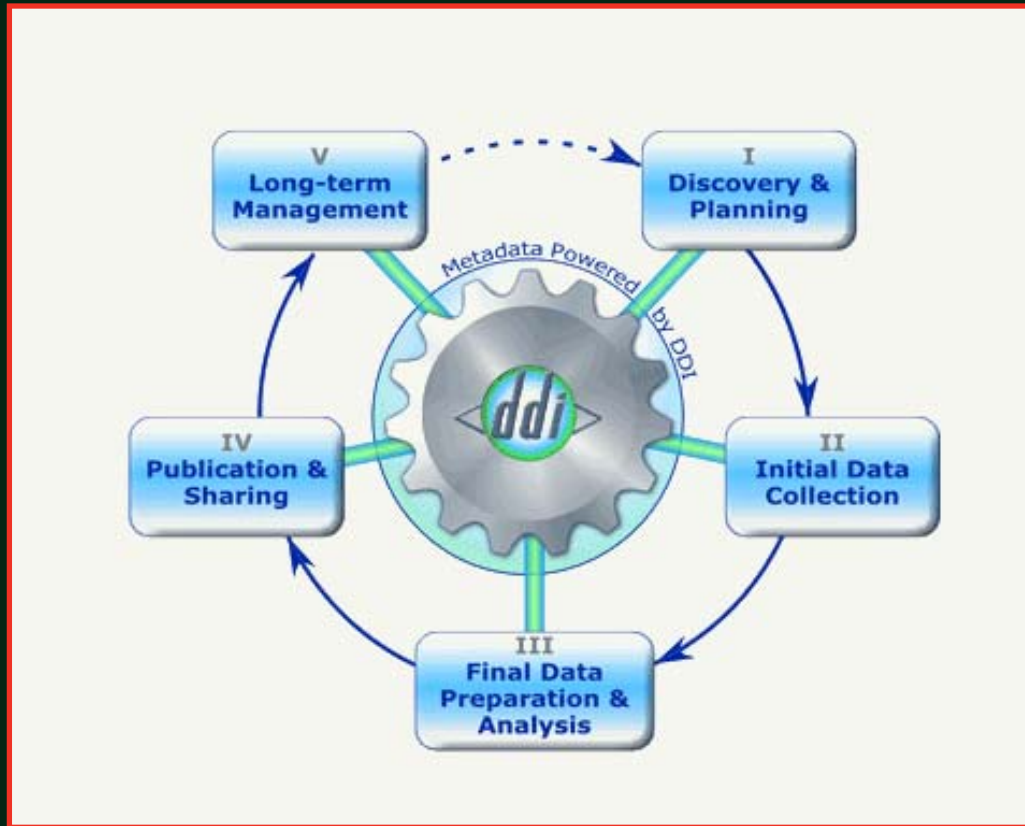 V
Long-term
Management
I
Discovery &
Planning
Metadata Powered by DDI
ddi
IV
Publication &
Sharing
II
Initial Data
Collection
III
Final Data
Preparation &
Analysis